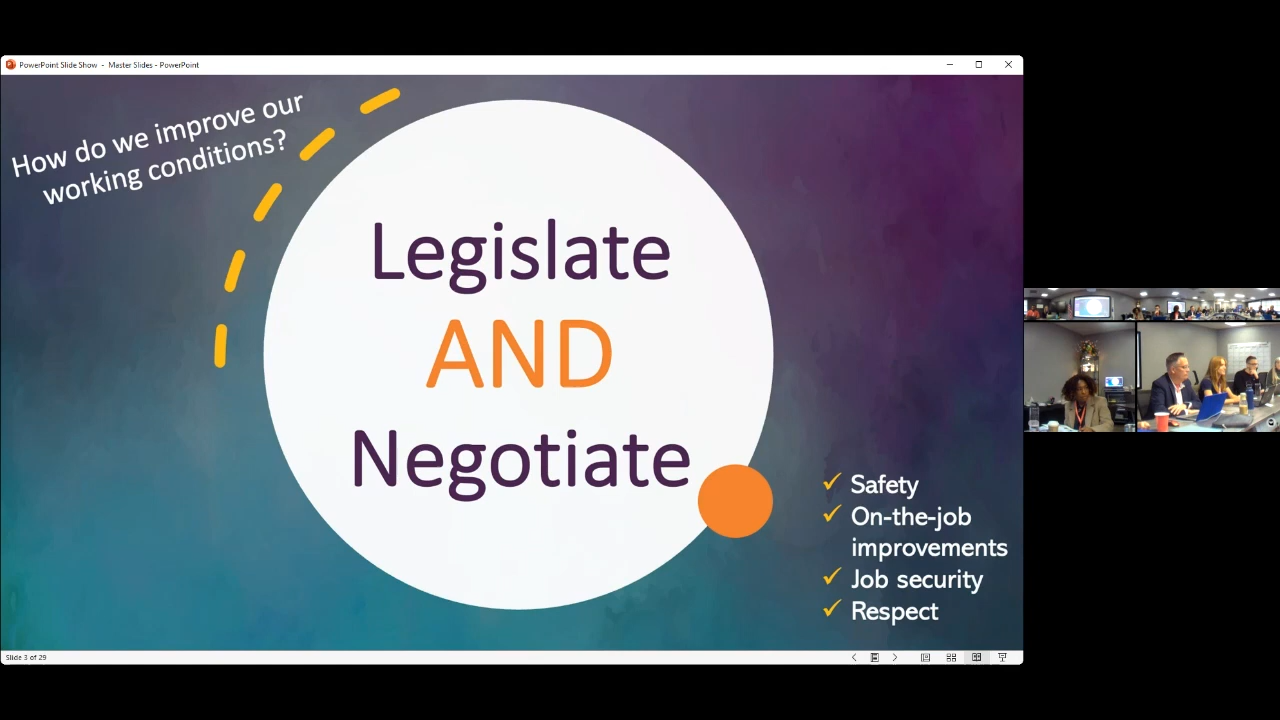 PowerPoint Slide Show - Master Slides - PowerPoint
How do we improve our
working conditions?
Legislate
AND
Negotiate
✓ Safety
✓ On-the-job
improvements
✓ Job security
✓ Respect
Slide 3 of 29